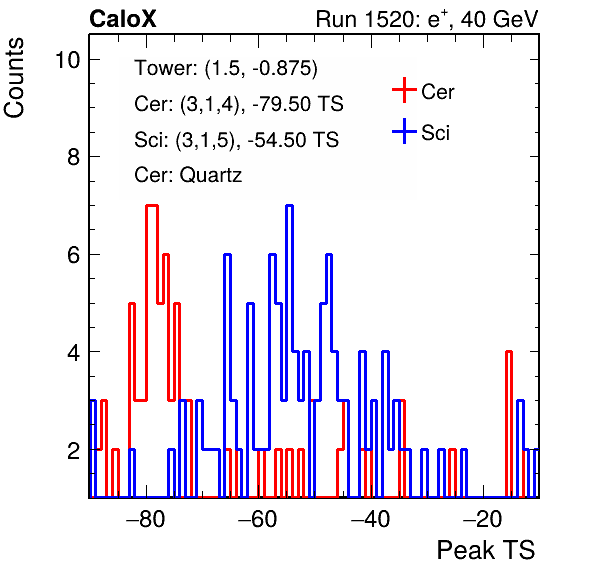 CaloX Run 1520: e⁺, 40 GeV
Counts
Tower: (1.5, -0.875)
Cer: (3,1,4), -79.50 TS
Sci: (3,1,5), -54.50 TS
Cer: Quartz
Cer
Sci
10
8
6
4
2
−80 −60 −40 −20
Peak TS